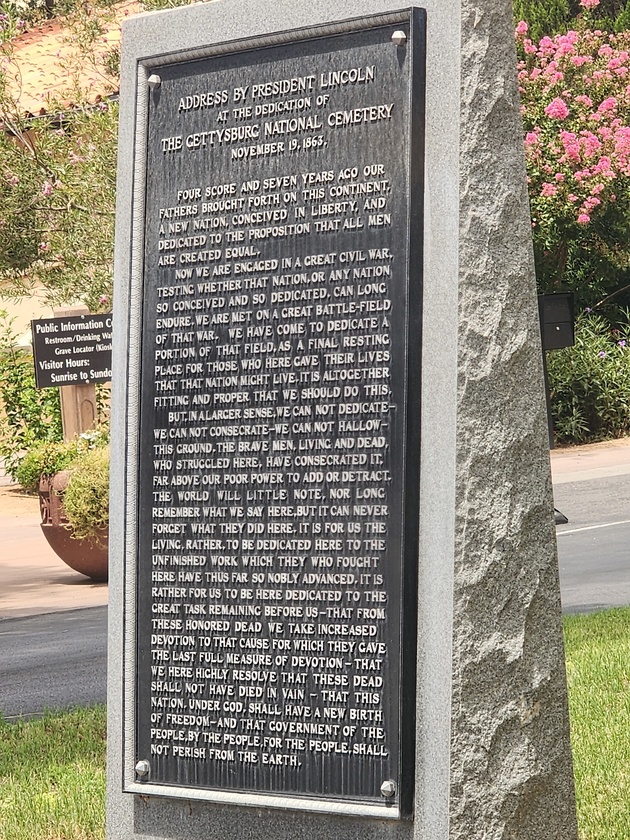 ADDRESS BY PRESIDENT LINCOLN
AT THE DEDICATION OF
THE GETTYSBURG NATIONAL CEMETERY
NOVEMBER 19, 1863.
FOUR SCORE AND SEVEN YEARS AGO OUR
FATHERS BROUGHT FORTH ON THIS CONTINENT,
A NEW NATION, CONCEIVED IN LIBERTY, AND
DEDICATED TO THE PROPOSITION THAT ALL MEN
ARE CREATED EQUAL.
NOW WE ARE ENGAGED IN A GREAT CIVIL WAR,
TESTING WHETHER THAT NATION, OR ANY NATION
SO CONCEIVED AND SO DEDICATED, CAN LONG
ENDURE. WE ARE MET ON A GREAT BATTLE-FIELD
OF THAT WAR. WE HAVE COME TO DEDICATE A
PORTION OF THAT FIELD, AS A FINAL RESTING
PLACE FOR THOSE WHO HERE GAVE THEIR LIVES
THAT THAT NATION MIGHT LIVE. IT IS ALTOGETHER
FITTING AND PROPER THAT WE SHOULD DO THIS.
BUT, IN A LARGER SENSE, WE CAN NOT DEDICATE—
WE CAN NOT CONSECRATE—WE CAN NOT HALLOW—
THIS GROUND. THE BRAVE MEN, LIVING AND DEAD,
WHO STRUGGLED HERE, HAVE CONSECRATED IT,
FAR ABOVE OUR POOR POWER TO ADD OR DETRACT.
THE WORLD WILL LITTLE NOTE, NOR LONG
REMEMBER WHAT WE SAY HERE, BUT IT CAN NEVER
FORGET WHAT THEY DID HERE. IT IS FOR US THE
LIVING, RATHER, TO BE DEDICATED HERE TO THE
UNFINISHED WORK WHICH THEY WHO FOUGHT
HERE HAVE THUS FAR SO NOBLY ADVANCED. IT IS
RATHER FOR US TO BE HERE DEDICATED TO THE
GREAT TASK REMAINING BEFORE US—THAT FROM
THESE HONORED DEAD WE TAKE INCREASED
DEVOTION TO THAT CAUSE FOR WHICH THEY GAVE
THE LAST FULL MEASURE OF DEVOTION—THAT
WE HERE HIGHLY RESOLVE THAT THESE DEAD
SHALL NOT HAVE DIED IN VAIN—THAT THIS
NATION, UNDER GOD, SHALL HAVE A NEW BIRTH
OF FREEDOM—AND THAT GOVERNMENT OF THE
PEOPLE, BY THE PEOPLE, FOR THE PEOPLE, SHALL
NOT PERISH FROM THE EARTH.
Public Information C
Restroom/Drinking Wa
Grave Locator (Kios
Visitor Hours:
Sunrise to Sundo